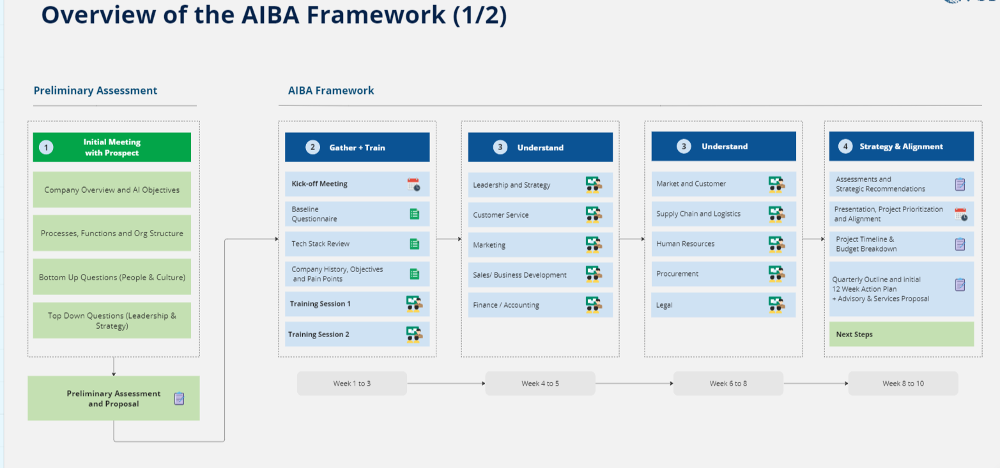 Overview of the AIBA Framework (1/2)
Preliminary Assessment
AIBA Framework
1
Initial Meeting
with Prospect
Company Overview and AI Objectives
Processes, Functions and Org Structure
Bottom Up Questions (People & Culture)
Top Down Questions (Leadership &
Strategy)
Preliminary Assessment
and Proposal
2 Gather + Train
Kick-off Meeting
Baseline
Questionnaire
Tech Stack Review
Company History, Objectives
and Pain Points
Training Session 1
Training Session 2
3 Understand
Leadership and Strategy
Customer Service
Marketing
Sales/ Business Development
Finance / Accounting
3 Understand
Market and Customer
Supply Chain and Logistics
Human Resources
Procurement
Legal
4 Strategy & Alignment
Assessments and
Strategic Recommendations
Presentation, Project Prioritization
and Alignment
Project Timeline &
Budget Breakdown
Quarterly Outline and initial
12 Week Action Plan
+ Advisory & Services Proposal
Next Steps
Week 1 to 3
Week 4 to 5
Week 6 to 8
Week 8 to 10